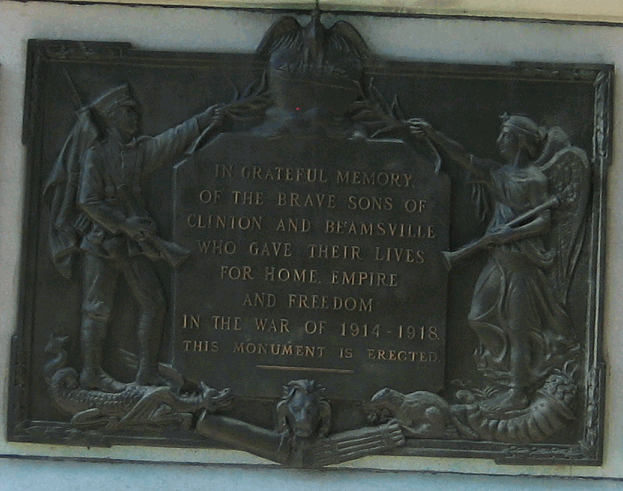 IN GRATEFUL MEMORY
OF THE BRAVE SONS OF
CLINTON AND BEAMSVILLE
WHO GAVE THEIR LIVES
FOR HOME, EMPIRE
AND FREEDOM
IN THE WAR OF 1914-1918.
THIS MONUMENT IS ERECTED.